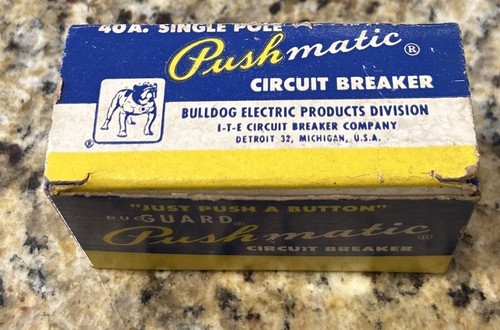 40A. SINGLE POLE
Pushmatic ®
CIRCUIT BREAKER
BULLDOG ELECTRIC PRODUCTS DIVISION
I-T-E CIRCUIT BREAKER COMPANY
DETROIT 32, MICHIGAN, U.S.A.
®
"JUST PUSH A BUTTON"
DUO GUARD
Pushmatic ®
CIRCUIT BREAKER